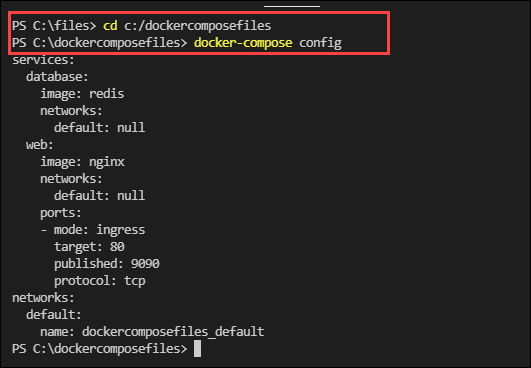 PS C:\files> cd c:/dockercomposefiles
PS C:\dockercomposefiles> docker-compose config
services:
  database:
    image: redis
    networks:
      default: null
  web:
    image: nginx
    networks:
      default: null
    ports:
    - mode: ingress
      target: 80
      published: 9090
      protocol: tcp
networks:
  default:
    name: dockercomposefiles_default
PS C:\dockercomposefiles>